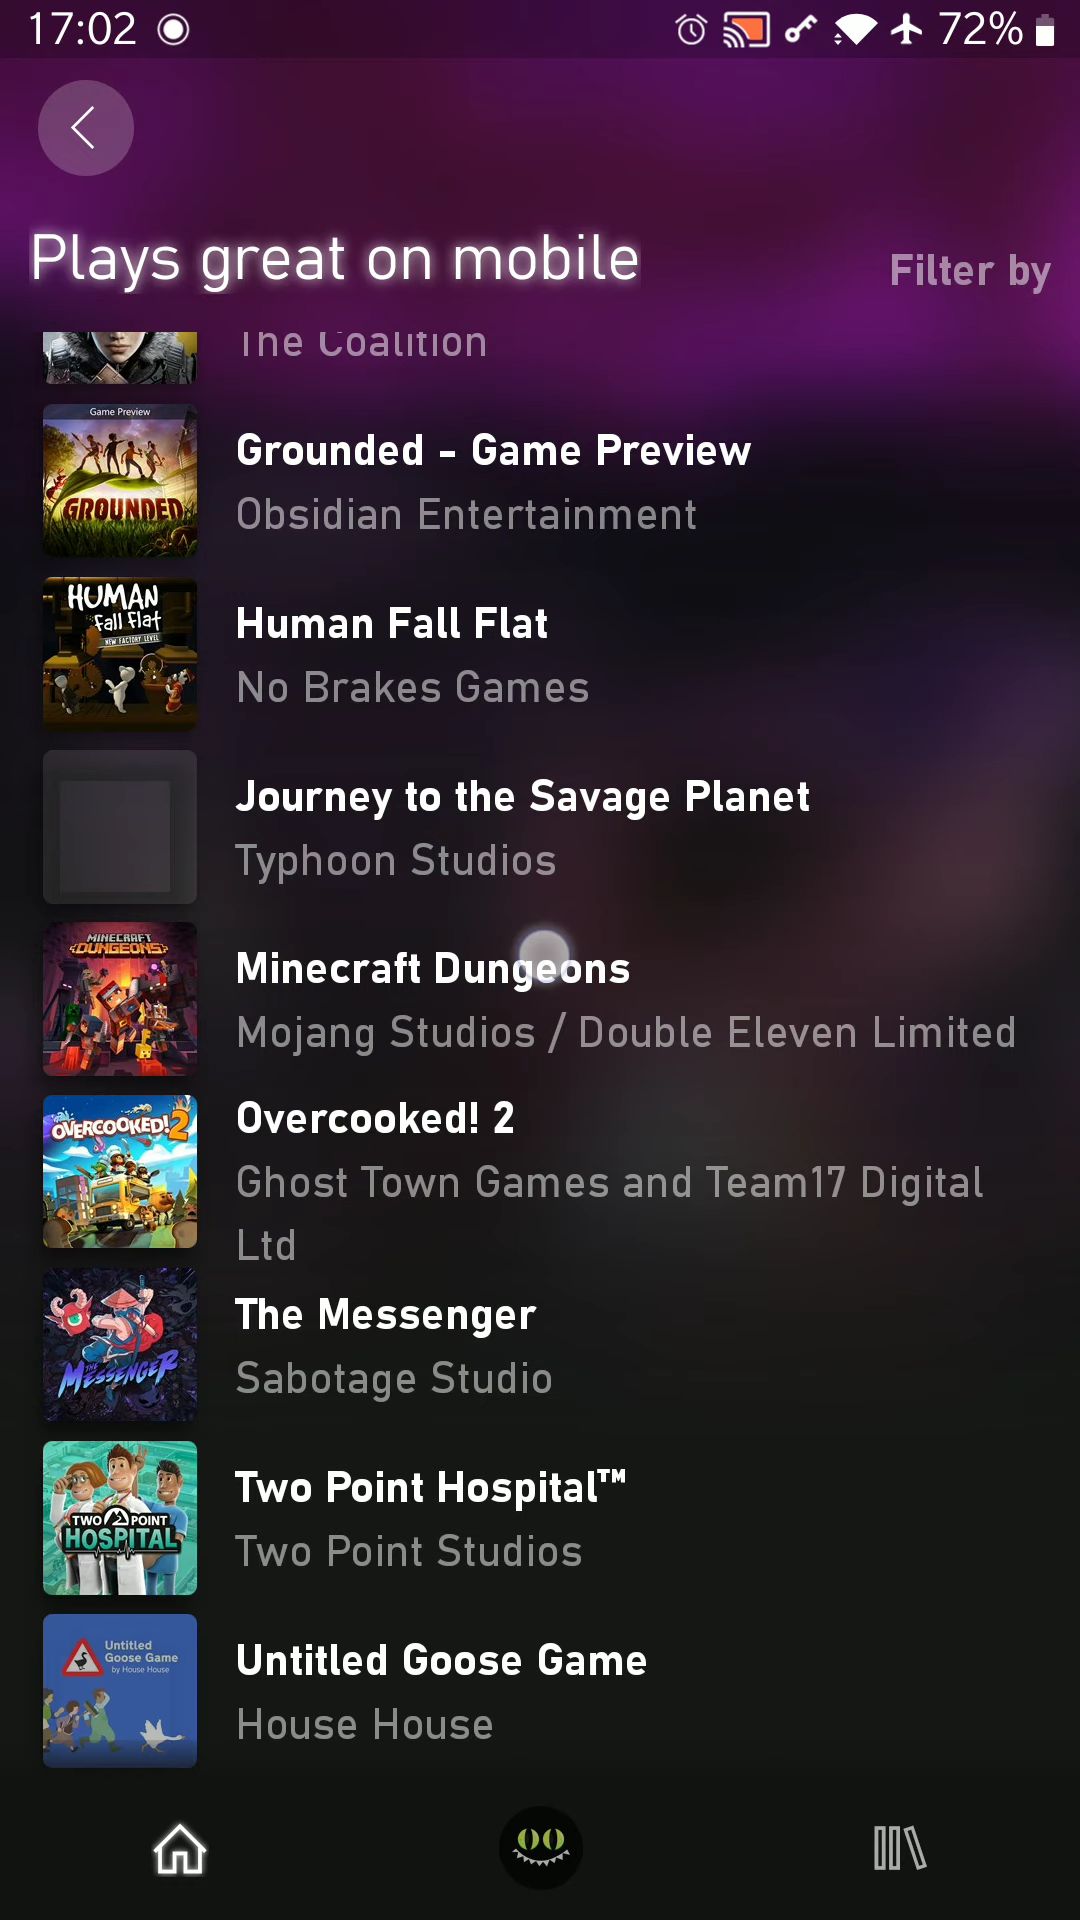 17:02
72%
Plays great on mobile
Filter by
The Coalition
Game Preview
GROUNDED
Grounded - Game Preview
Obsidian Entertainment
HUMAN
fall flat
NEW FACTORY LEVEL
Human Fall Flat
No Brakes Games
Journey to the Savage Planet
Typhoon Studios
MINECRAFT
DUNGEONS
Minecraft Dungeons
Mojang Studios / Double Eleven Limited
OVERCOOKED! 2
Overcooked! 2
Ghost Town Games and Team17 Digital
Ltd
THE
MESSENGER
The Messenger
Sabotage Studio
TWO POINT
HOSPITAL
Two Point Hospital™
Two Point Studios
Untitled
Goose Game
by House House
Untitled Goose Game
House House